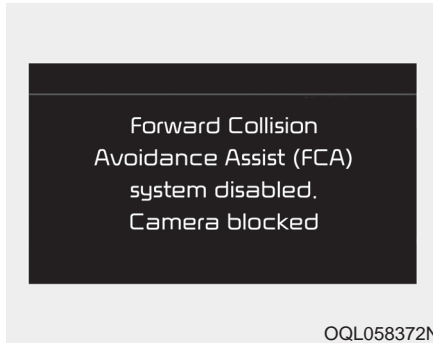 Forward Collision
Avoidance Assist (FCA)
system disabled.
Camera blocked
OQL058372N